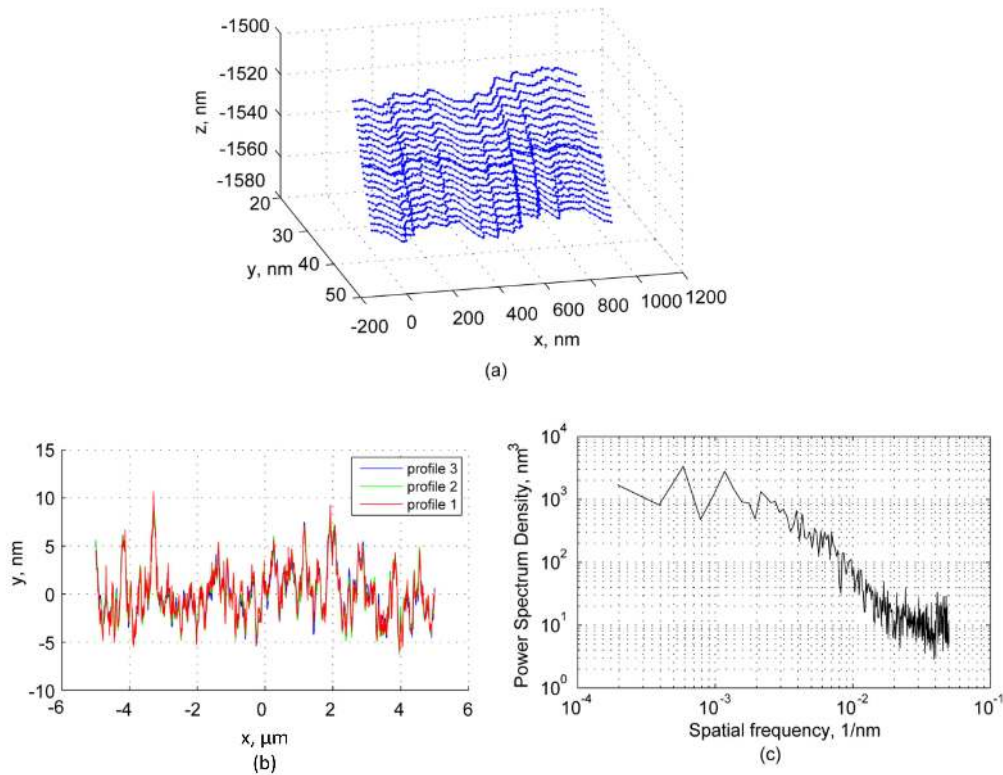 -1500
-1520
-1540
-1560
-1580
z, nm
20
30
40
50
y, nm
-200 0 200 400 600 800 1000 1200
x, nm
(a)
15
10
5
0
-5
-10
y, nm
profile 3
profile 2
profile 1
-6 -4 -2 0 2 4 6
x, μm
(b)
10^4
10^3
10^2
10^1
10^0
Power Spectrum Density, nm^3
10^-4 10^-3 10^-2 10^-1
Spatial frequency, 1/nm
(c)